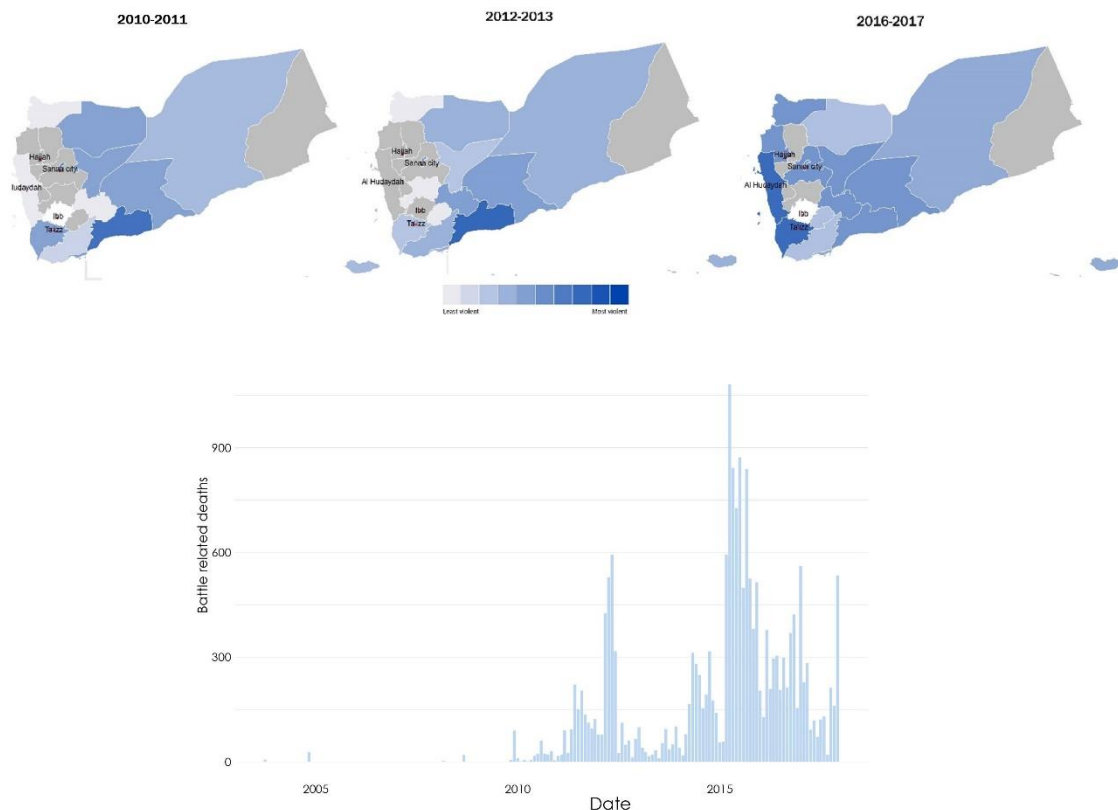 2010-2011
2012-2013
2016-2017
Hajjah
Sanaa city
ludaydah
Ibb
Taizz
Hajjah
Sanaa city
Al Hudaydah
Ibb
Taizz
Hajjah
Sanaa city
Al Hudaydah
Ibb
Taizz
Least violent
Most violent
900
600
300
0
Battle related deaths
2005
2010
2015
Date